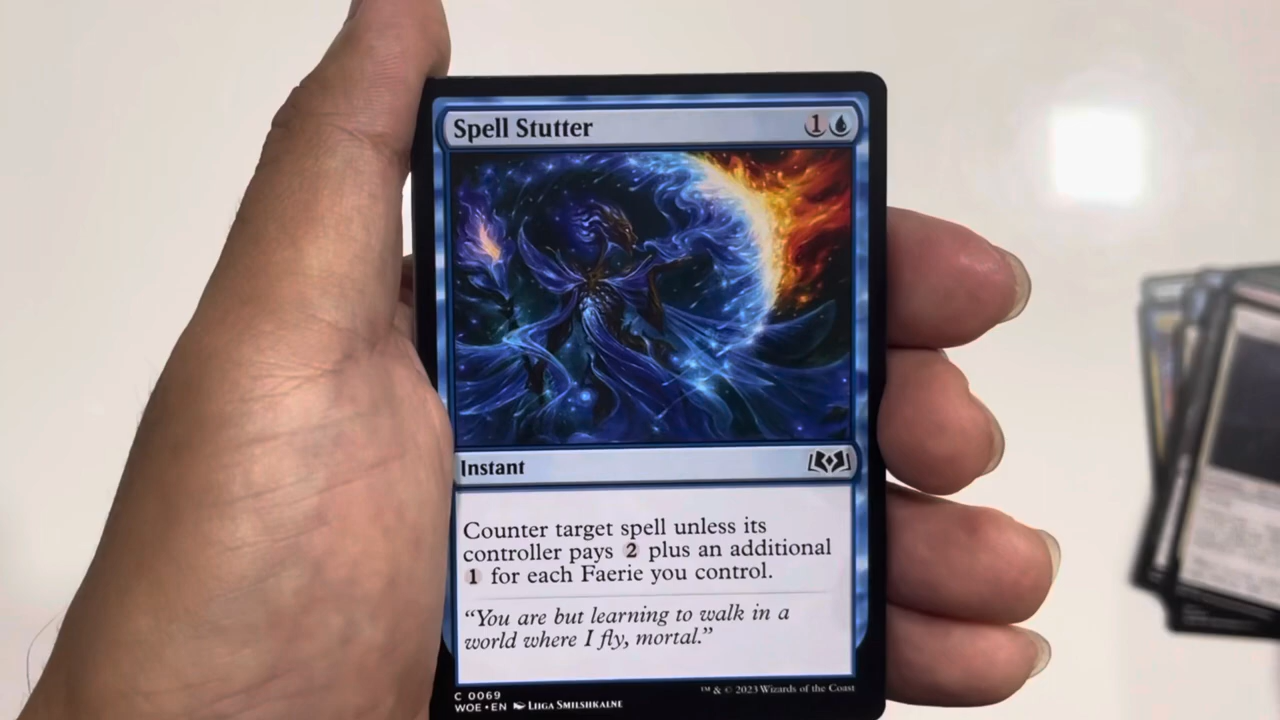 Spell Stutter 1
Instant
Counter target spell unless its
controller pays 2 plus an additional
1 for each Faerie you control.
“You are but learning to walk in a
world where I fly, mortal.”
C 0069
WOE • EN Liiga Smilshkalne
™ & © 2023 Wizards of the Coast